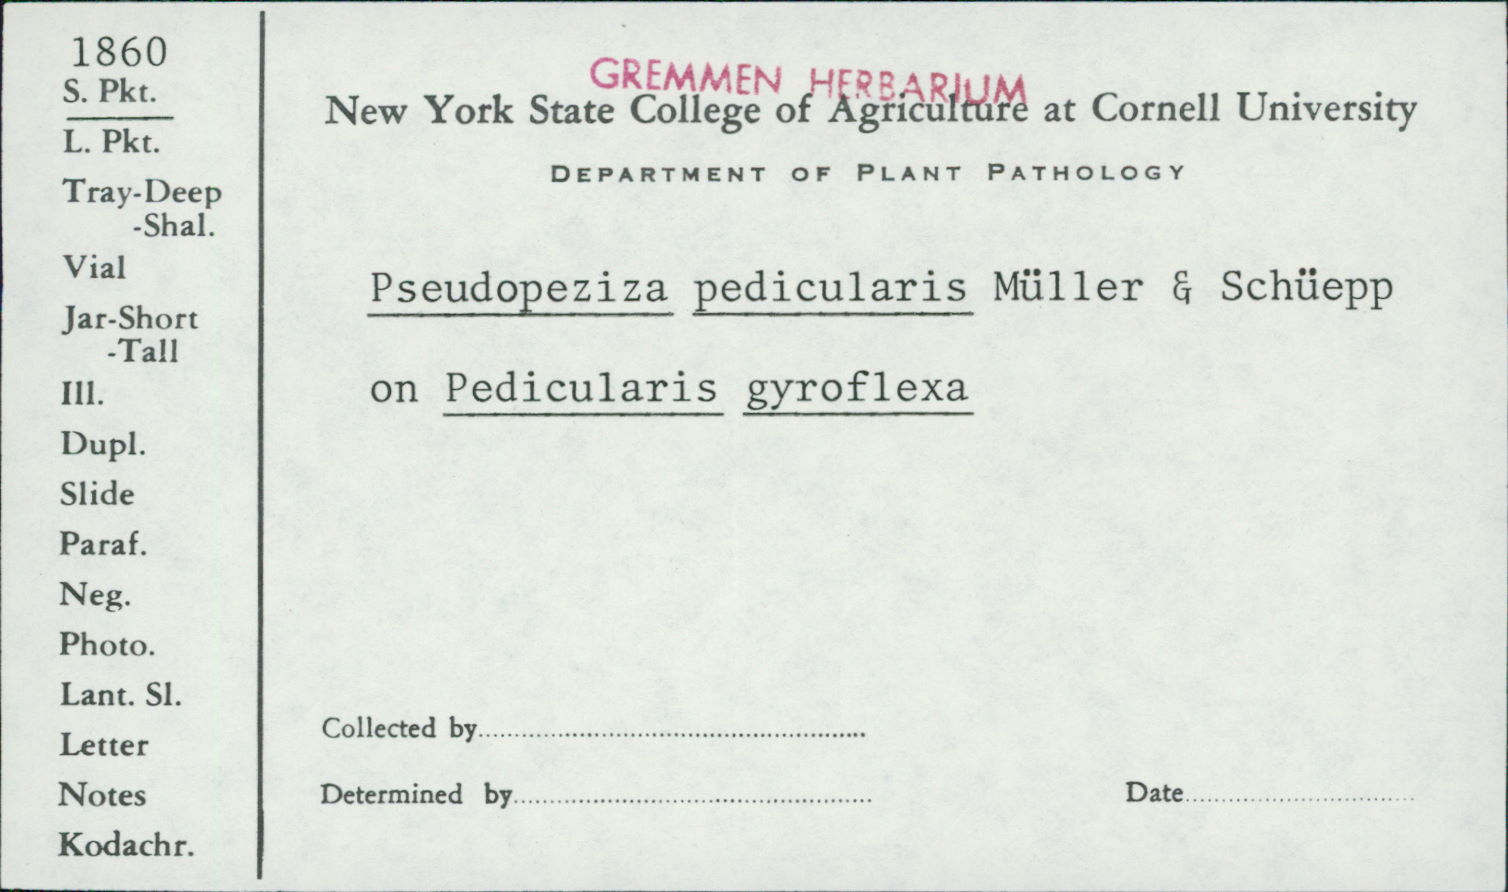 1860
S. Pkt.
L. Pkt.
Tray-Deep
-Shal.
Vial
Jar-Short
-Tall
Ill.
Dupl.
Slide
Paraf.
Neg.
Photo.
Lant. Sl.
Letter
Notes
Kodachr.
GREMMEN HERBARIUM
New York State College of Agriculture at Cornell University
DEPARTMENT OF PLANT PATHOLOGY
Pseudopeziza pedicularis Müller & Schüepp
on Pedicularis gyroflexa
Collected by
Determined by
Date